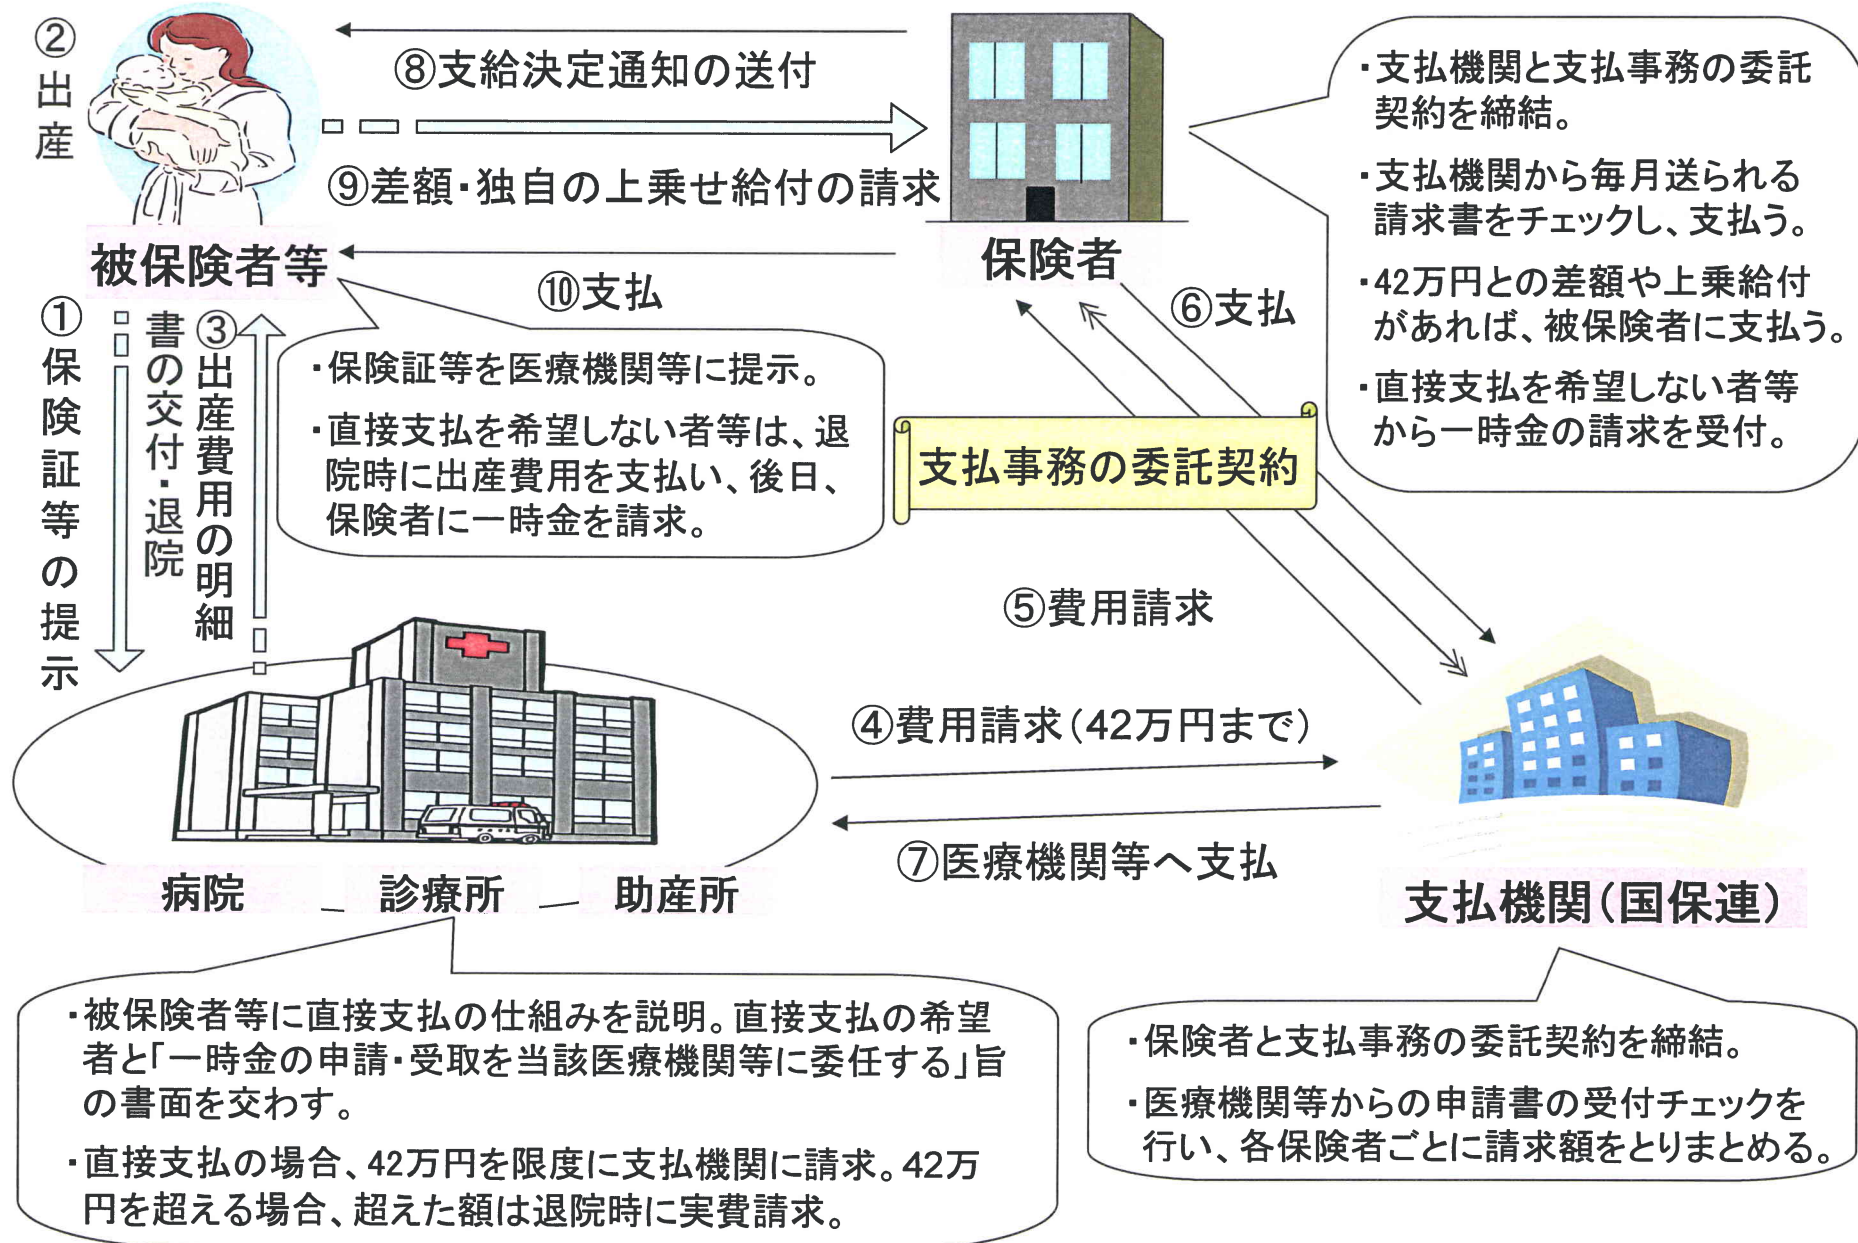 ②出産
⑧支給決定通知の送付
⑨差額・独自の上乗せ給付の請求
被保険者等
保険者
⑩支払
⑥支払
・支払機関と支払事務の委託
契約を締結。
・支払機関から毎月送られる
請求書をチェックし、支払う。
・42万円との差額や上乗給付
があれば、被保険者に支払う。
・直接支払を希望しない者等
から一時金の請求を受付。
①保険証等の提示
③出産費用の明細
書の交付・退院
・保険証等を医療機関等に提示。
・直接支払を希望しない者等は、退
院時に出産費用を支払い、後日、
保険者に一時金を請求。
支払事務の委託契約
⑤費用請求
④費用請求(42万円まで)
⑦医療機関等へ支払
病院
診療所
助産所
支払機関(国保連)
・被保険者等に直接支払の仕組みを説明。直接支払の希望
者と「一時金の申請・受取を当該医療機関等に委任する」旨
の書面を交わす。
・直接支払の場合、42万円を限度に支払機関に請求。42万
円を超える場合、超えた額は退院時に実費請求。
・保険者と支払事務の委託契約を締結。
・医療機関等からの申請書の受付チェックを
行い、各保険者ごとに請求額をとりまとめる。